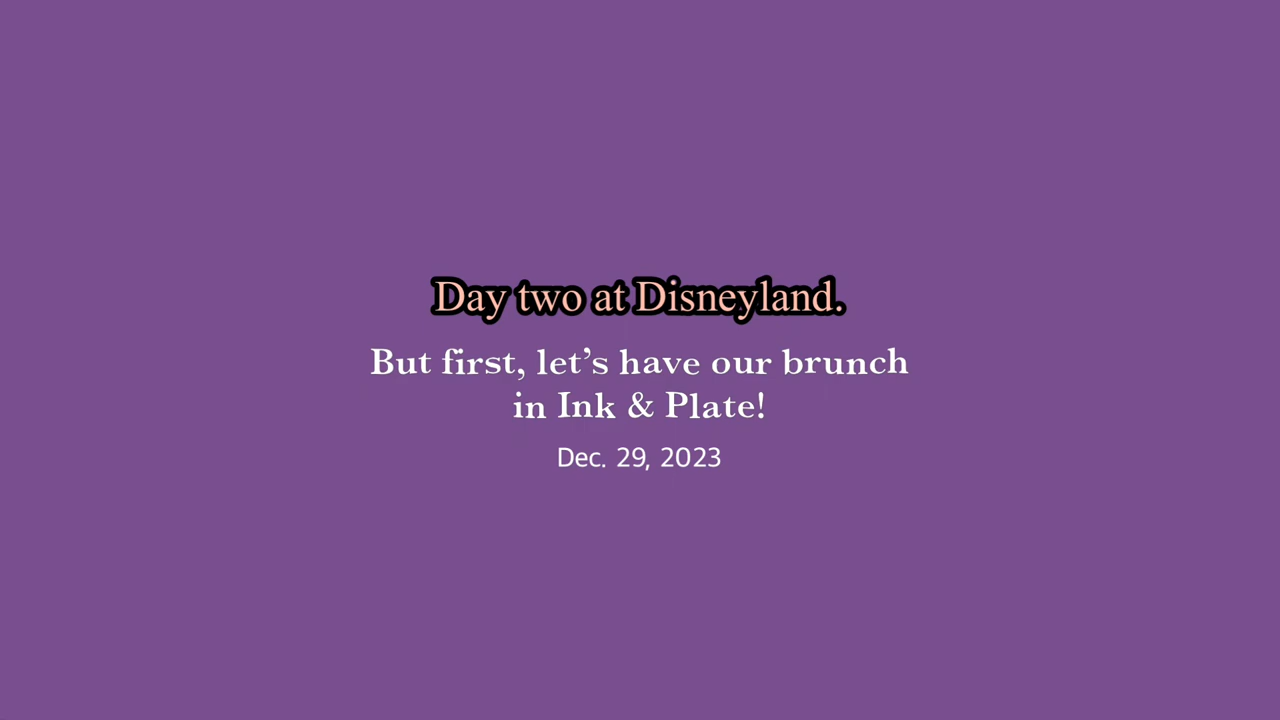 Day two at Disneyland.
But first, let’s have our brunch
in Ink & Plate!
Dec. 29, 2023